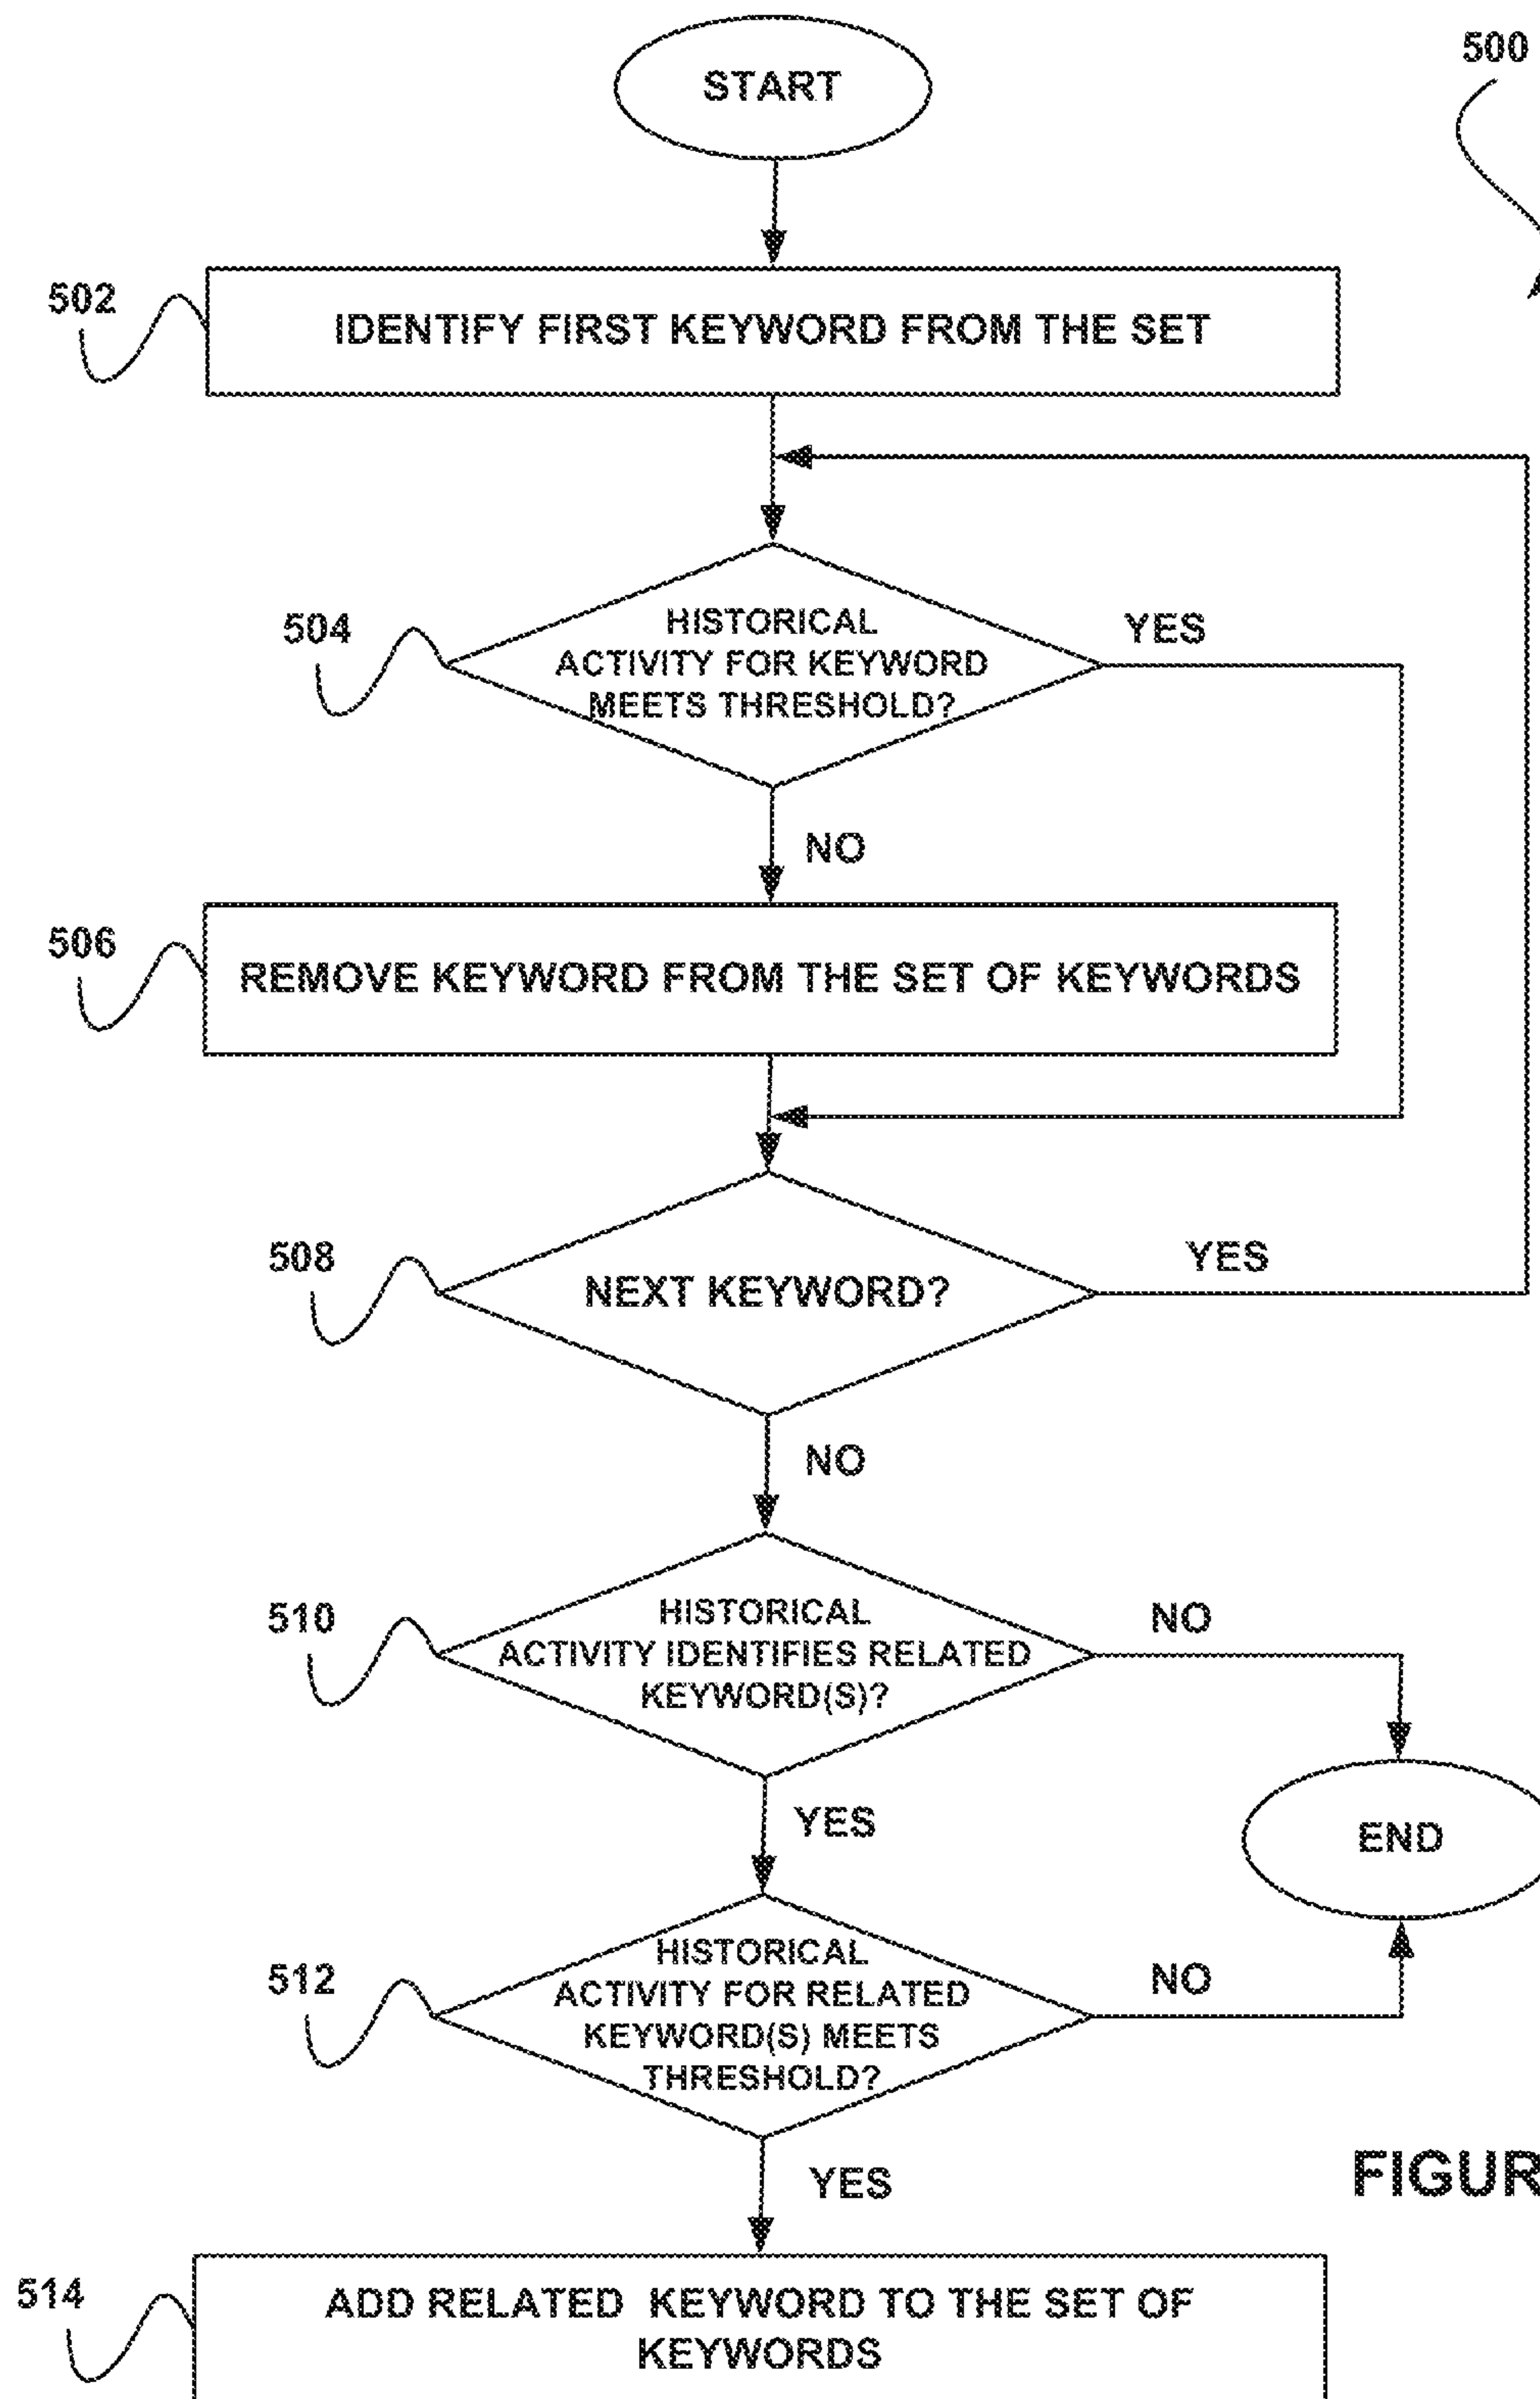 START
500
502
IDENTIFY FIRST KEYWORD FROM THE SET
504
HISTORICAL
ACTIVITY FOR KEYWORD
MEETS THRESHOLD?
YES
NO
506
REMOVE KEYWORD FROM THE SET OF KEYWORDS
508
NEXT KEYWORD?
YES
NO
510
HISTORICAL
ACTIVITY IDENTIFIES RELATED
KEYWORD(S)?
NO
YES
END
512
HISTORICAL
ACTIVITY FOR RELATED
KEYWORD(S) MEETS
THRESHOLD?
NO
YES
FIGUR
514
ADD RELATED KEYWORD TO THE SET OF
KEYWORDS